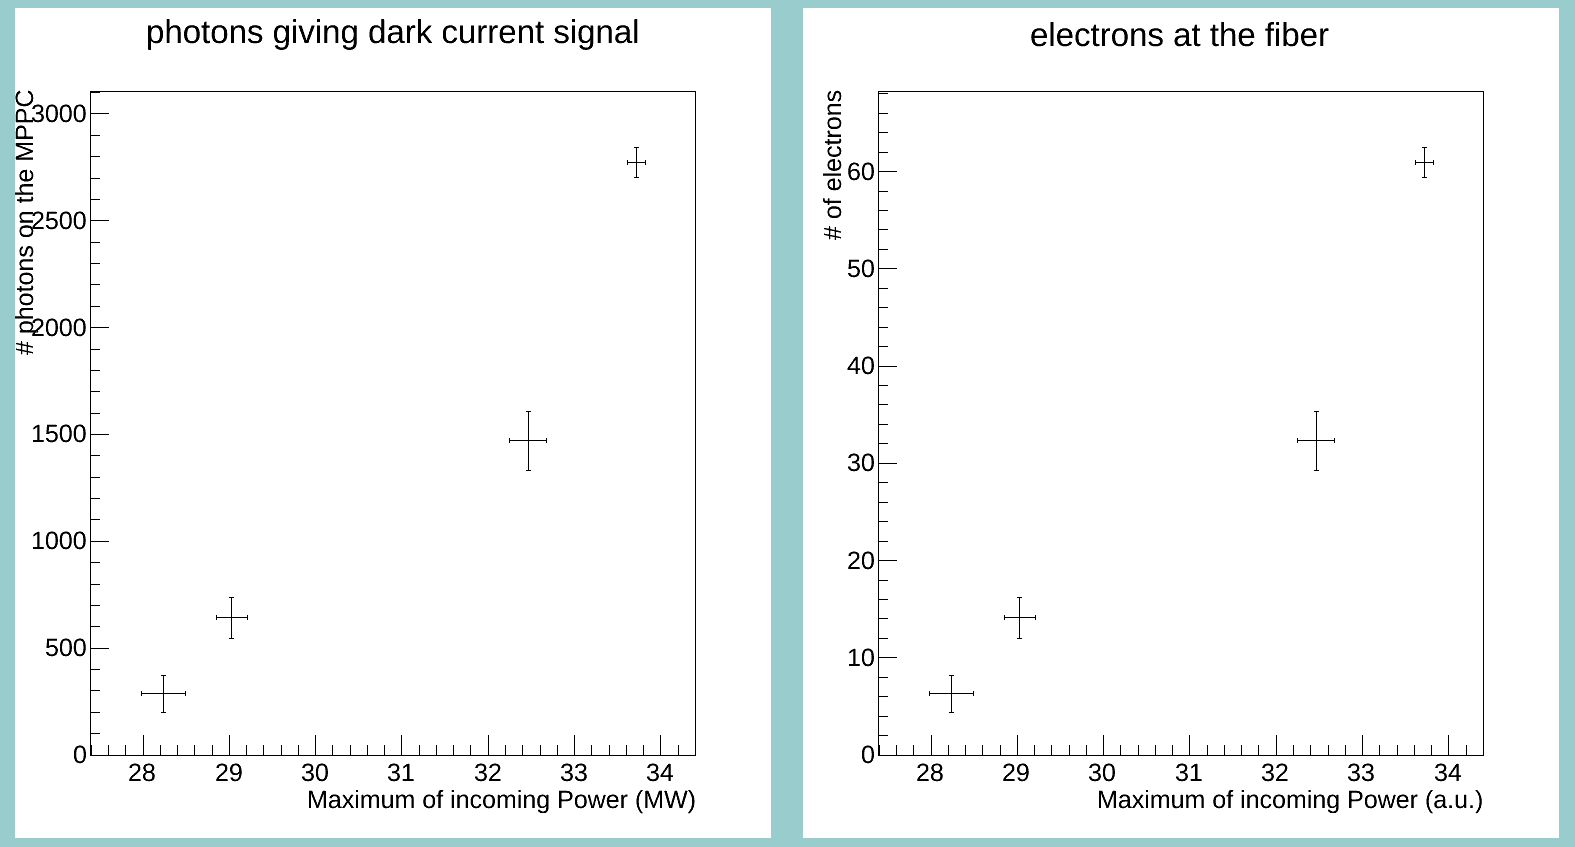 photons giving dark current signal
# photons on the MPPC
3000
2500
2000
1500
1000
500
0
28 29 30 31 32 33 34
Maximum of incoming Power (MW)
electrons at the fiber
# of electrons
60
50
40
30
20
10
0
28 29 30 31 32 33 34
Maximum of incoming Power (a.u.)